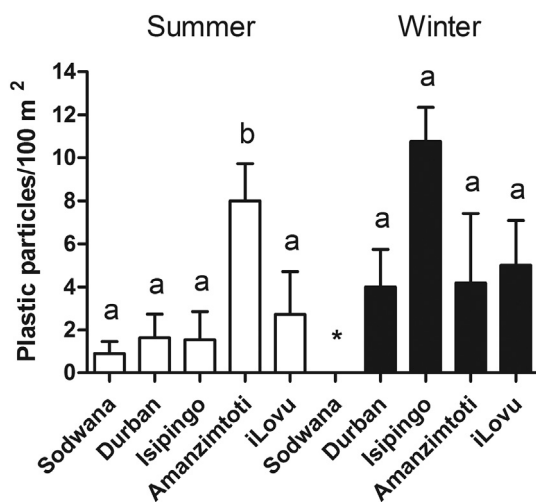 Summer Winter
Plastic particles/100 m²
14
12
10
8
6
4
2
0
a a a b a * a a a a
Sodwana Durban Isipingo Amanzimtoti iLovu Sodwana Durban Isipingo Amanzimtoti iLovu